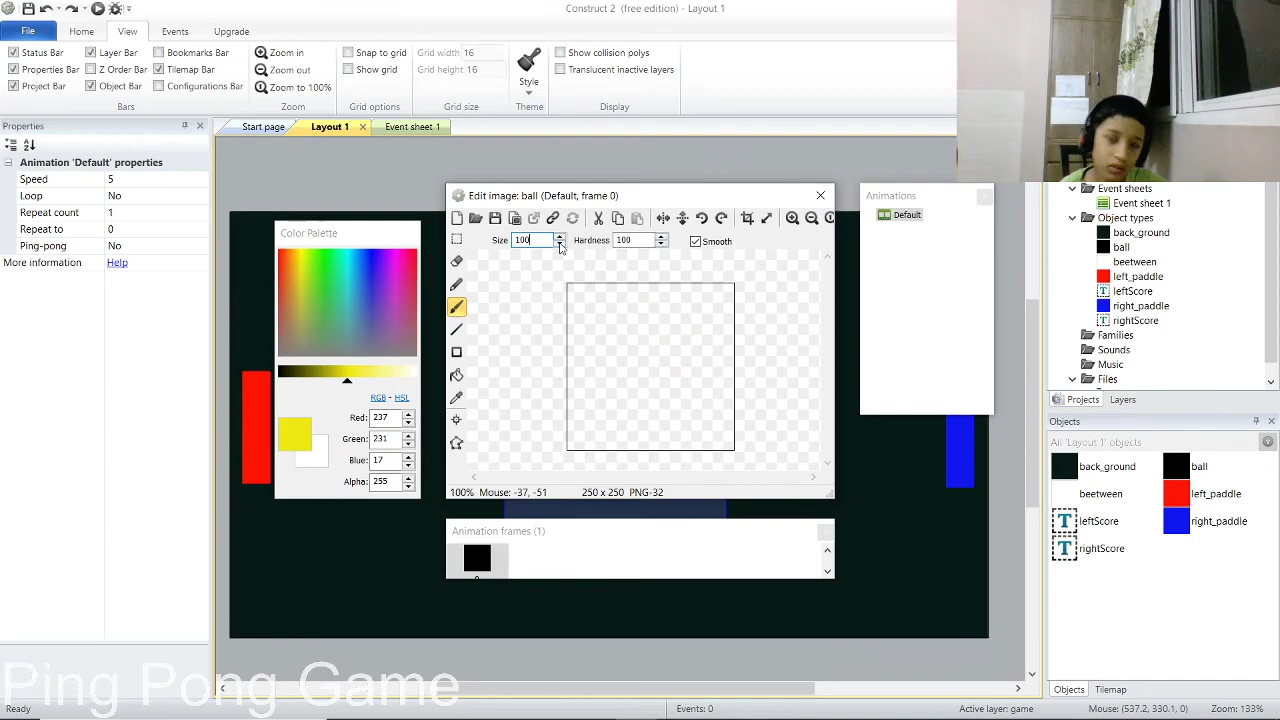 Construct 2 (free edition) - Layout 1
File Home View Events Upgrade
Status Bar Layer Bar Bookmarks Bar Zoom in Snap to grid Grid width 16 Show collision polys
Properties Bar Z Order Bar Tilemap Bar Zoom out Show grid Grid height 16 Translucent inactive layers
Project Bar Object Bar Configurations Bar Zoom to 100% Style
Bars Zoom Grid options Grid size Theme Display
Properties
Start page Layout 1 Event sheet 1
Animation 'Default' properties
Speed 5
Loop No
Repeat count 1
Repeat to 0
Ping-pong No
More information Help
Color Palette
RGB - HSL
Red: 237
Green: 231
Blue: 17
Alpha: 255
Edit image: ball (Default, frame 0)
Size 100 Hardness 100 Smooth
100% Mouse: -37, -51 250 x 250 PNG-32
Animation frames (1)
0
Animations
Default
Event sheets
Event sheet 1
Object types
back_ground
ball
beetween
left_paddle
leftScore
right_paddle
rightScore
Families
Sounds
Music
Files
Projects Layers
Objects
All 'Layout 1' objects
back_ground ball
beetween left_paddle
leftScore right_paddle
rightScore
Objects Tilemap
Ping Pong Game
Ready Events: 0 Active layer: game Mouse: (537.2, 330.1, 0) Zoom: 133%